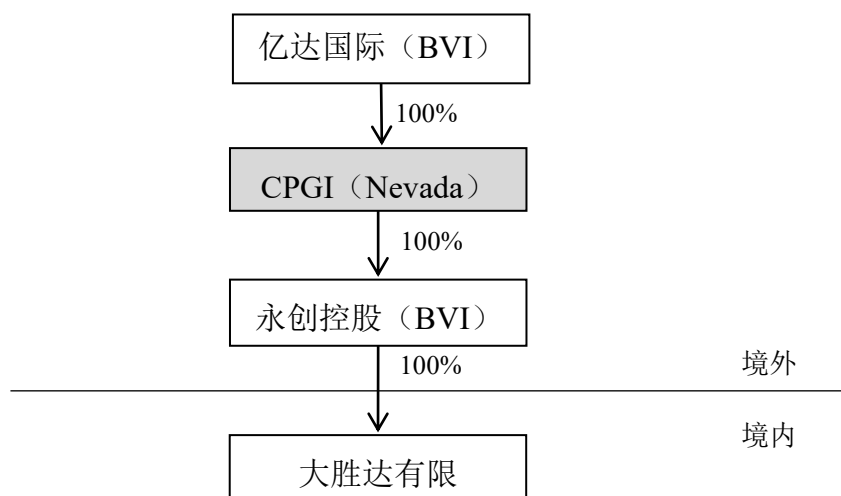 亿达国际（BVI）
100%
CPGI（Nevada）
100%
永创控股（BVI）
100%
境外
境内
大胜达有限